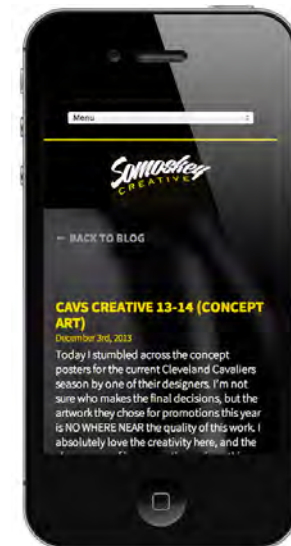 Menu
Somoskey
CREATIVE
← BACK TO BLOG
CAVS CREATIVE 13-14 (CONCEPT
ART)
December 3rd, 2013
Today I stumbled across the concept
posters for the current Cleveland Cavaliers
season by one of their designers. I'm not
sure who makes the final decisions, but the
artwork they chose for promotions this year
is NO WHERE NEAR the quality of this work. I
absolutely love the creativity here, and the